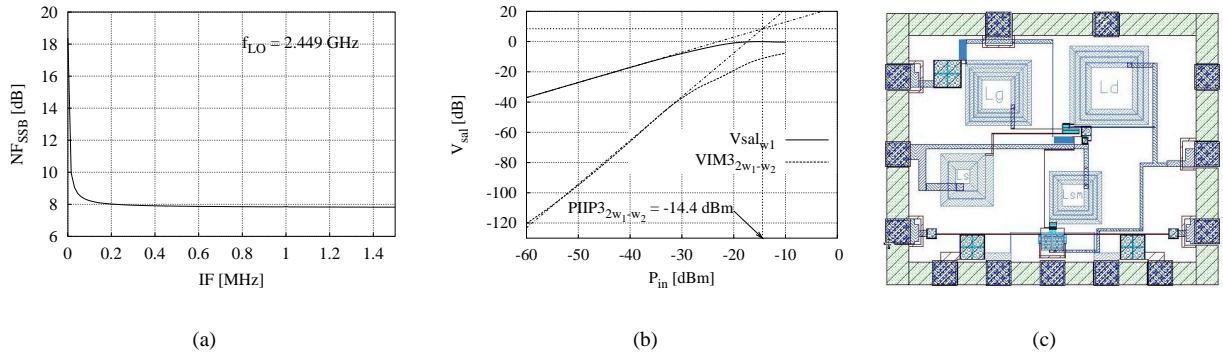 20
18
16
14
12
10
8
6
NF_SSB [dB]
f_LO = 2.449 GHz
0 0.2 0.4 0.6 0.8 1 1.2 1.4
IF [MHz]
(a)
20
0
-20
-40
-60
-80
-100
-120
V_sal [dB]
Vsal_w1
VIM3_2w1-w2
PIIP3_2w1-w2 = -14.4 dBm
-60 -50 -40 -30 -20 -10 0
P_in [dBm]
(b)
Lg
Ld
Ls
Lsm
(c)